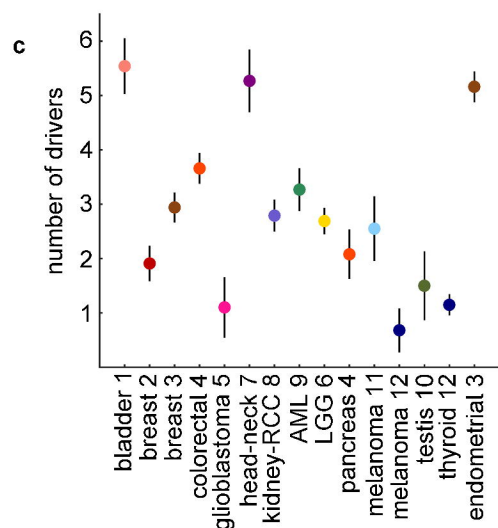 c
number of drivers
6
5
4
3
2
1
bladder 1
breast 2
breast 3
colorectal 4
glioblastoma 5
head-neck 7
kidney-RCC 8
AML 9
LGG 6
pancreas 4
melanoma 11
melanoma 12
testis 10
thyroid 12
endometrial 3